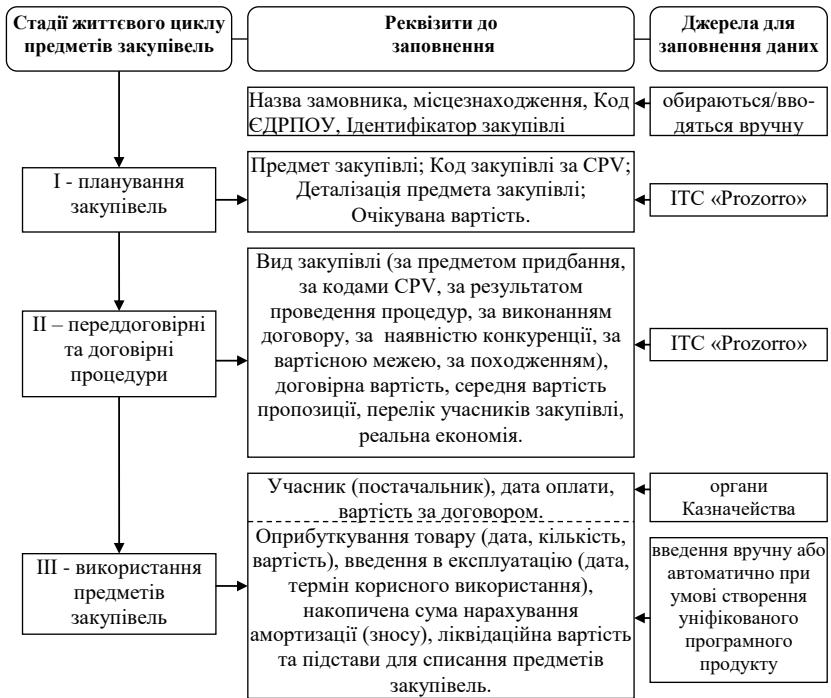 Стадії життєвого циклу
предметів закупівель
Реквізити до
заповнення
Джерела для
заповнення даних
Назва замовника, місцезнаходження, Код
ЄДРПОУ, Ідентифікатор закупівлі
обираються/вво-
дяться вручну
І - планування
закупівель
Предмет закупівлі; Код закупівлі за CPV;
Деталізація предмета закупівлі;
Очікувана вартість.
ІТС «Prozorro»
ІІ – переддоговірні
та договірні
процедури
Вид закупівлі (за предметом придбання,
за кодами CPV, за результатом
проведення процедур, за виконанням
договору, за наявністю конкуренції, за
вартісною межею, за походженням),
договірна вартість, середня вартість
пропозиції, перелік учасників закупівлі,
реальна економія.
ІТС «Prozorro»
Учасник (постачальник), дата оплати,
вартість за договором.
органи
Казначейства
ІІІ - використання
предметів
закупівель
Оприбуткування товару (дата, кількість,
вартість), введення в експлуатацію (дата,
термін корисного використання),
накопичена сума нарахування
амортизації (зносу), ліквідаційна вартість
та підстави для списання предметів
закупівель.
введення вручну або
автоматично при
умові створення
уніфікованого
програмного
продукту